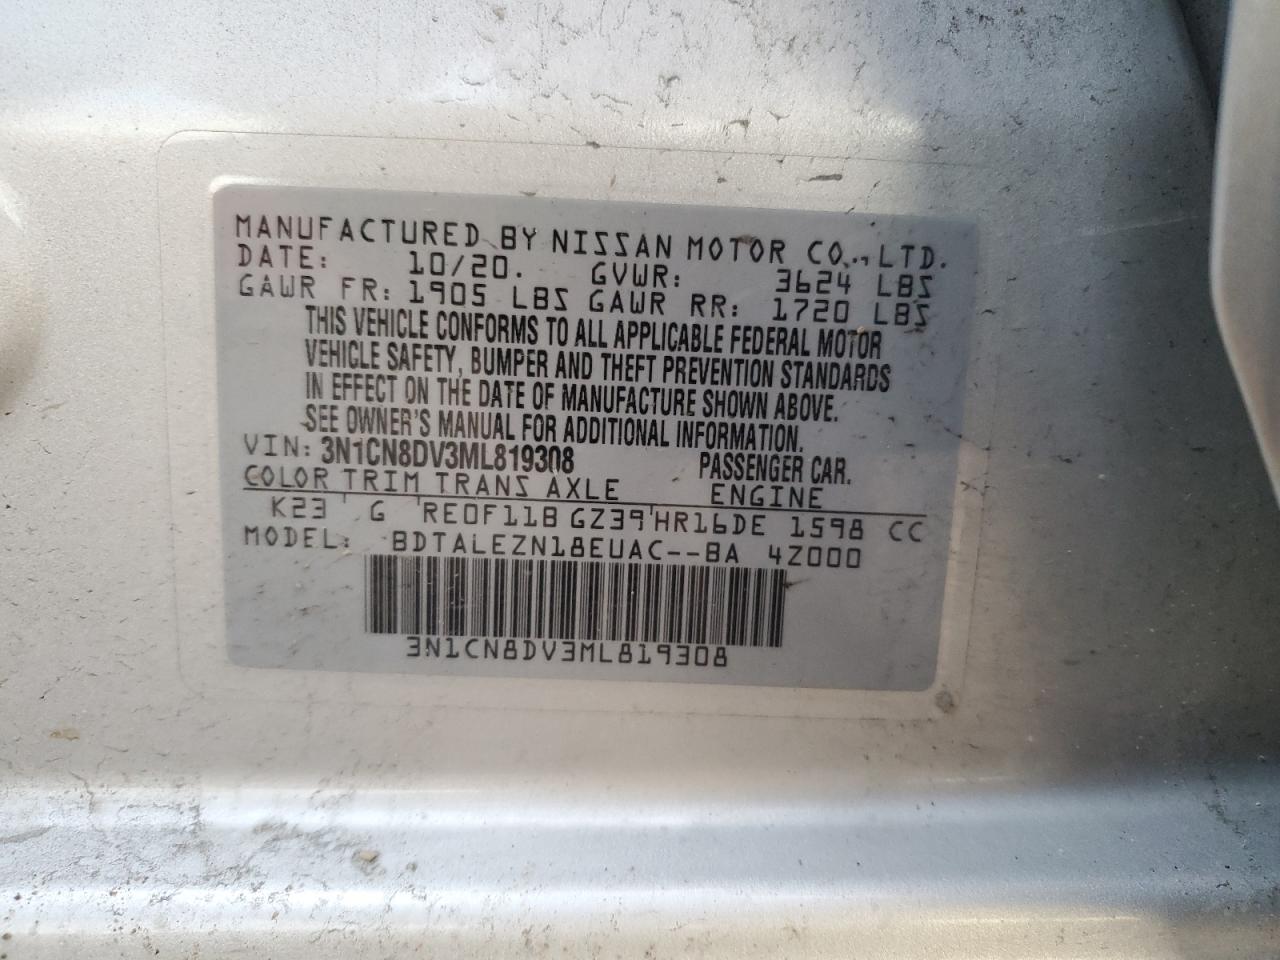 MANUFACTURED BY NISSAN MOTOR CO., LTD.
DATE: 10/20. GVWR: 3624 LBS
GAWR FR: 1905 LBS GAWR RR: 1720 LBS
THIS VEHICLE CONFORMS TO ALL APPLICABLE FEDERAL MOTOR
VEHICLE SAFETY, BUMPER AND THEFT PREVENTION STANDARDS
IN EFFECT ON THE DATE OF MANUFACTURE SHOWN ABOVE.
SEE OWNER'S MANUAL FOR ADDITIONAL INFORMATION.
VIN: 3N1CN8DV3ML819308 PASSENGER CAR.
COLOR TRIM TRANS AXLE ENGINE
K23 G RE0F11B GZ39 HR16DE 1598 CC
MODEL: BDTALEZN18EUAC--BA 4Z000
3N1CN8DV3ML819308